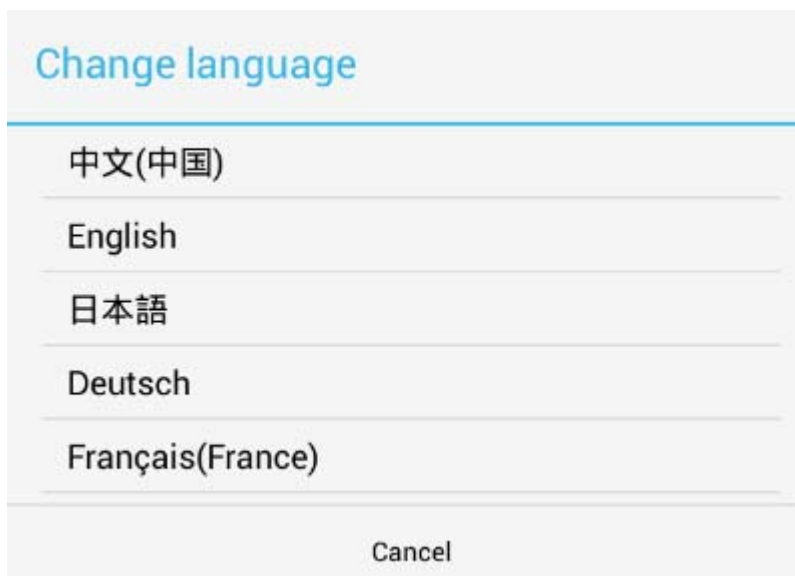 Change language
中文(中国)
English
日本語
Deutsch
Français(France)
Cancel